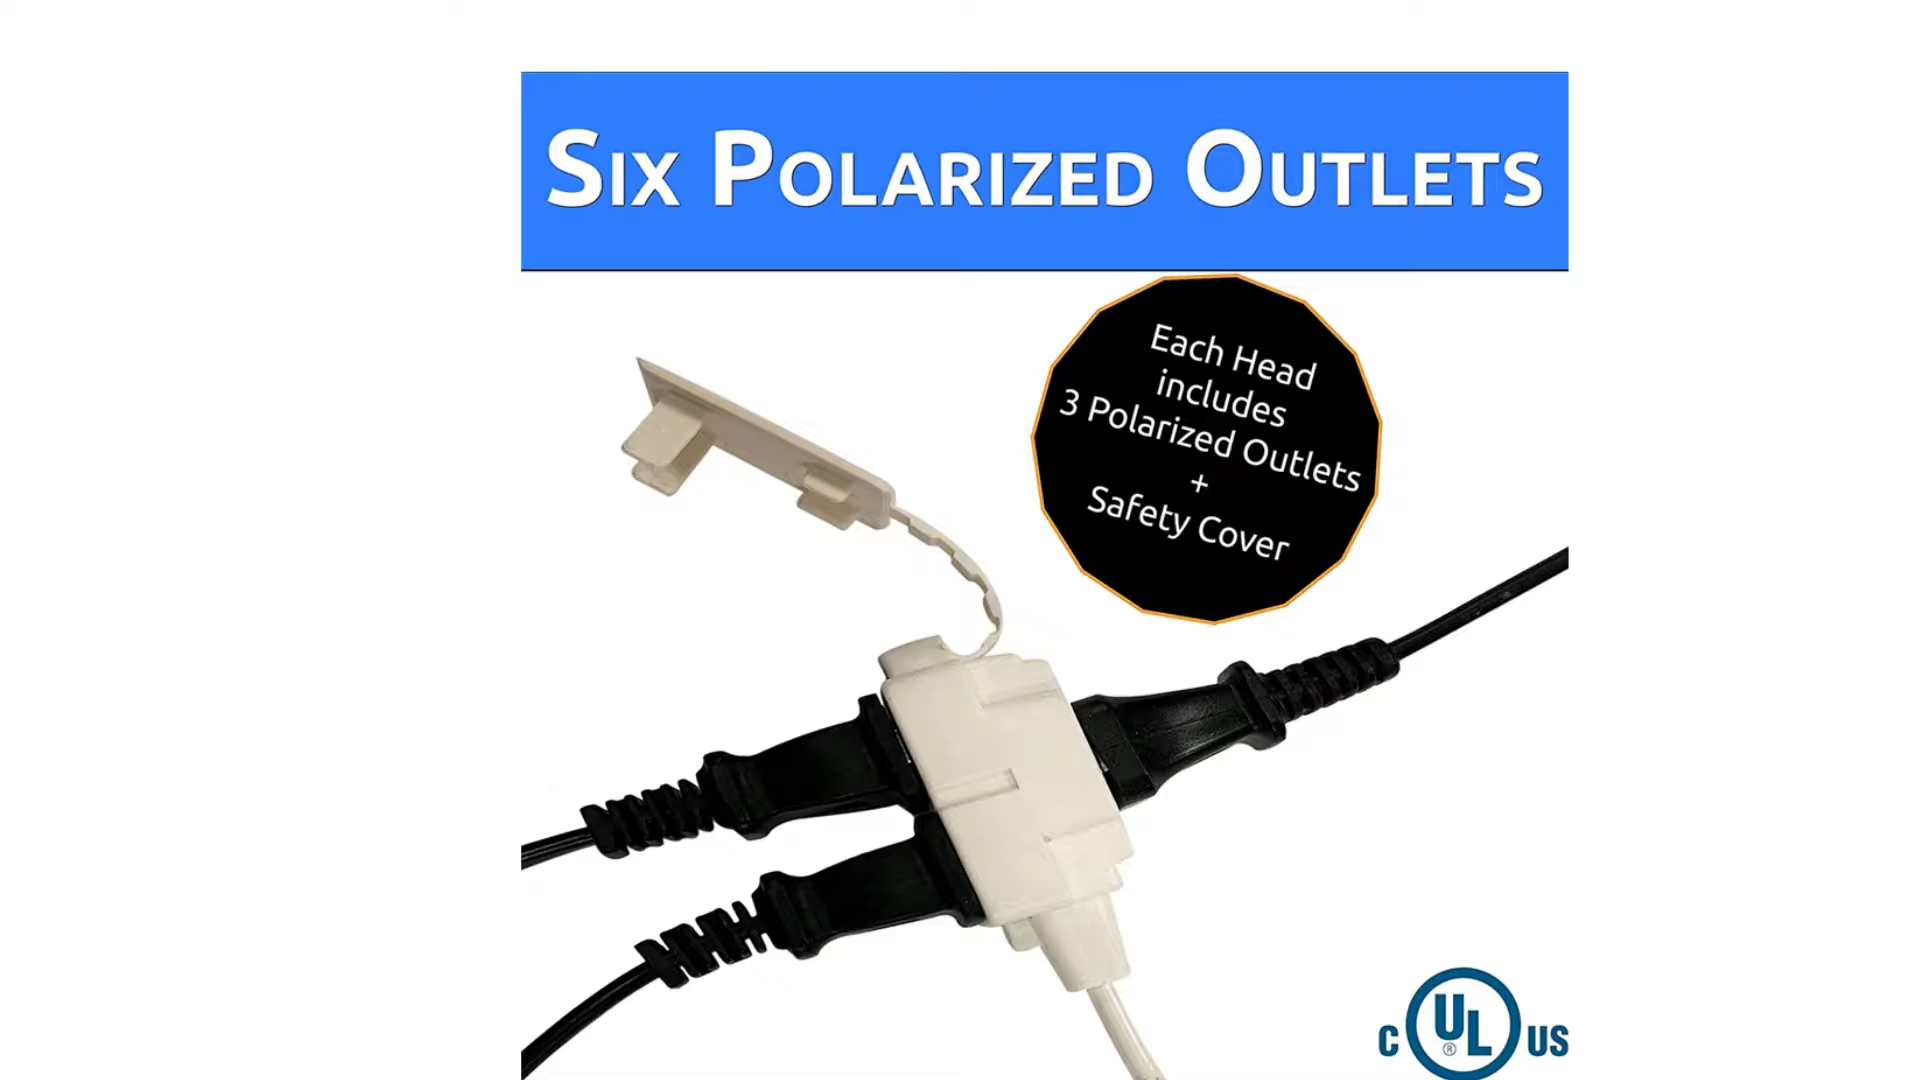 Six Polarized Outlets
Each Head
includes
3 Polarized Outlets
+
Safety Cover
C UL® US